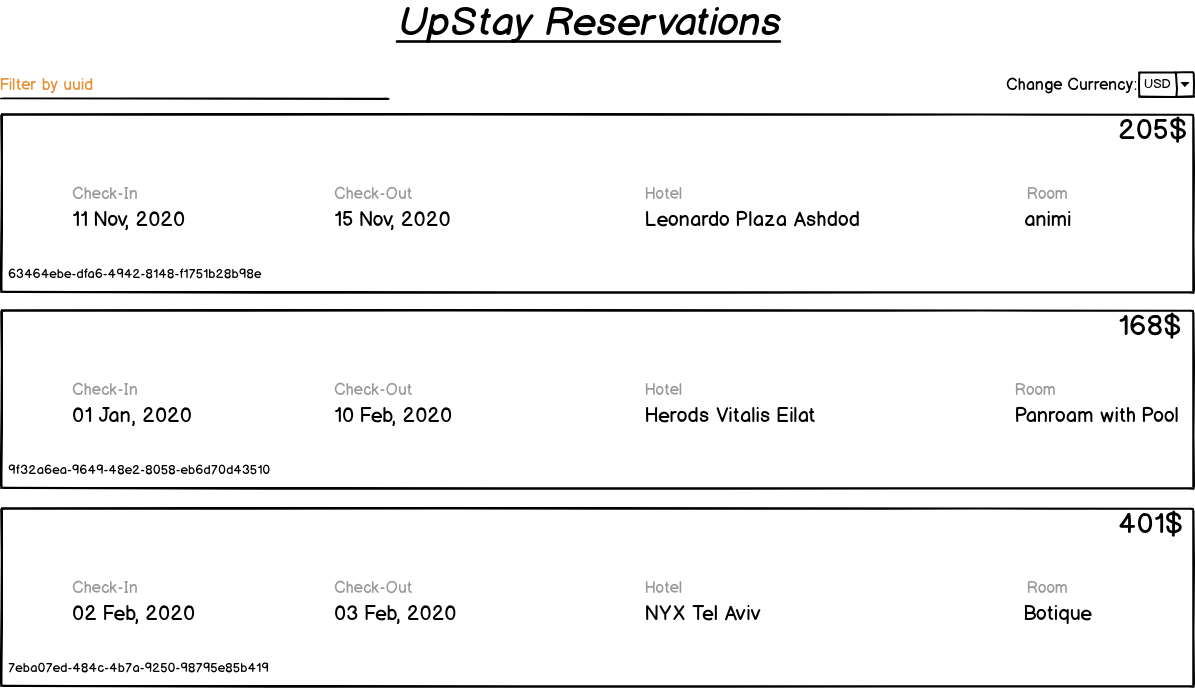 UpStay Reservations
Filter by uuid
Change Currency: USD
205$
Check-In Check-Out Hotel Room
11 Nov, 2020 15 Nov, 2020 Leonardo Plaza Ashdod animi
63464ebe-dfa6-4942-8148-f1751b28b98e
168$
Check-In Check-Out Hotel Room
01 Jan, 2020 10 Feb, 2020 Herods Vitalis Eilat Panroam with Pool
9f32a6ea-9649-48e2-8058-eb6d70d43510
401$
Check-In Check-Out Hotel Room
02 Feb, 2020 03 Feb, 2020 NYX Tel Aviv Botique
7eba07ed-484c-4b7a-9250-98795e85b419